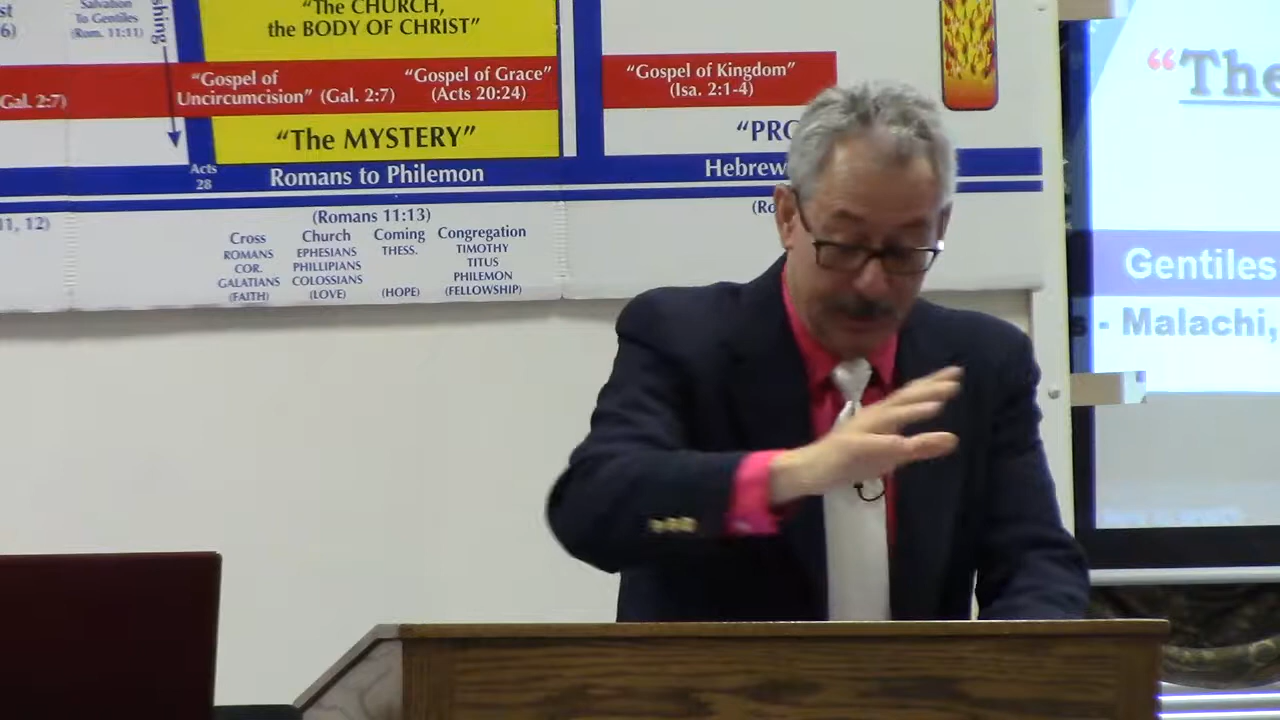 "The CHURCH,
the BODY OF CHRIST"
Salvation
To Gentiles
(Rom. 11:11)
"Gospel of
Uncircumcision" (Gal. 2:7)
"Gospel of Grace"
(Acts 20:24)
"Gospel of Kingdom"
(Isa. 2:1-4)
Gal. 2:7)
"The MYSTERY"
"PRO
Acts
28
Romans to Philemon
Hebrew
11, 12)
(Romans 11:13)
(Ro
Cross
ROMANS
COR.
GALATIANS
(FAITH)
Church
EPHESIANS
PHILLIPIANS
COLOSSIANS
(LOVE)
Coming
THESS.
(HOPE)
Congregation
TIMOTHY
TITUS
PHILEMON
(FELLOWSHIP)
"The
Gentiles
s - Malachi,